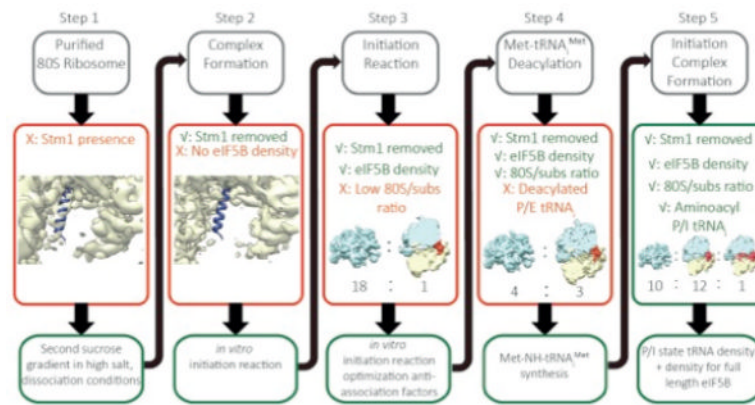 Step 1
Purified
80S Ribosome
X: Stm1 presence
Second sucrose
gradient in high salt,
dissociation conditions
Step 2
Complex
Formation
√: Stm1 removed
X: No eIF5B density
in vitro
initiation reaction
Step 3
Initiation
Reaction
√: Stm1 removed
√: eIF5B density
X: Low 80S/subs
ratio
18 : 1
in vitro
initiation reaction
optimization anti-
association factors
Step 4
Met-tRNAiMet
Deacylation
√: Stm1 removed
√: eIF5B density
√: 80S/subs ratio
X: Deacylated
P/E tRNAi
4 : 3
Met-NH-tRNAiMet
synthesis
Step 5
Initiation
Complex
Formation
√: Stm1 removed
√: eIF5B density
√: 80S/subs ratio
√: Aminoacyl
P/I tRNAi
10 : 12 : 1
P/I state tRNA density
+ density for full
length eIF5B